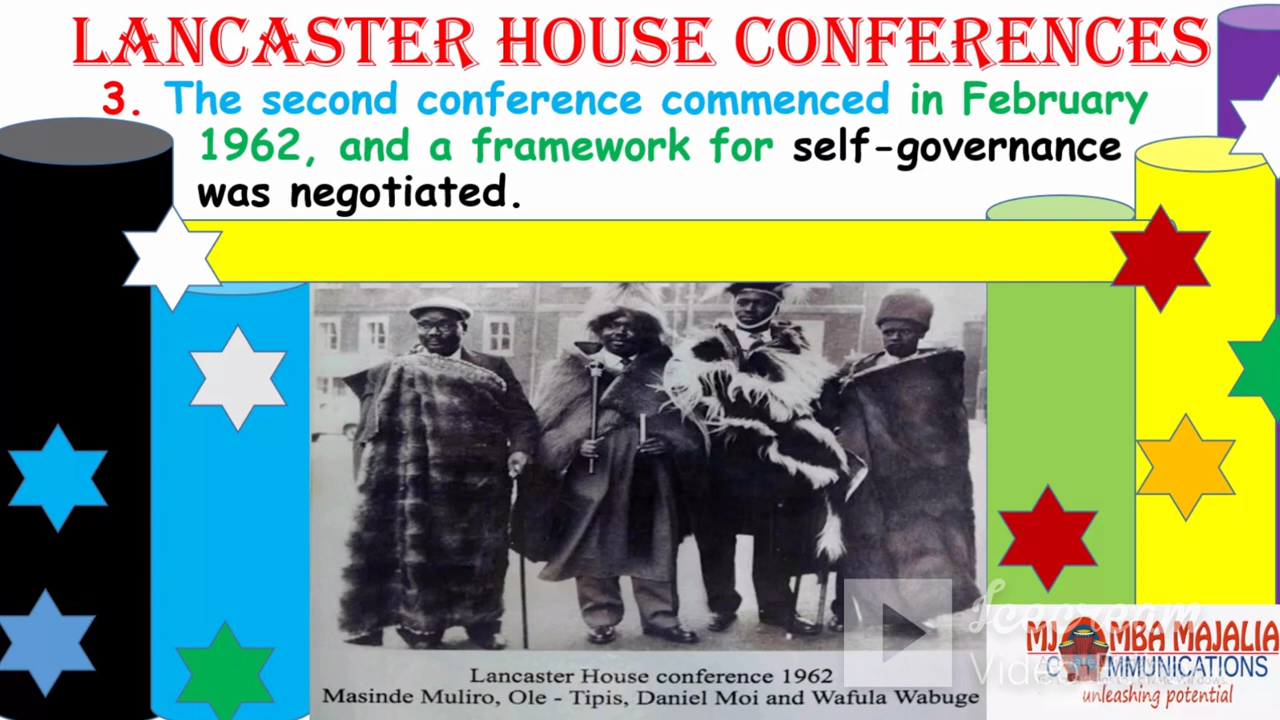 LANCASTER HOUSE CONFERENCES
3. The second conference commenced in February
1962, and a framework for self-governance
was negotiated.
Lancaster House conference 1962
Masinde Muliro, Ole - Tipis, Daniel Moi and Wafula Wabuge
Icecream
Video
MJOMBA MAJALIA
COMMUNICATIONS
unleashing potential